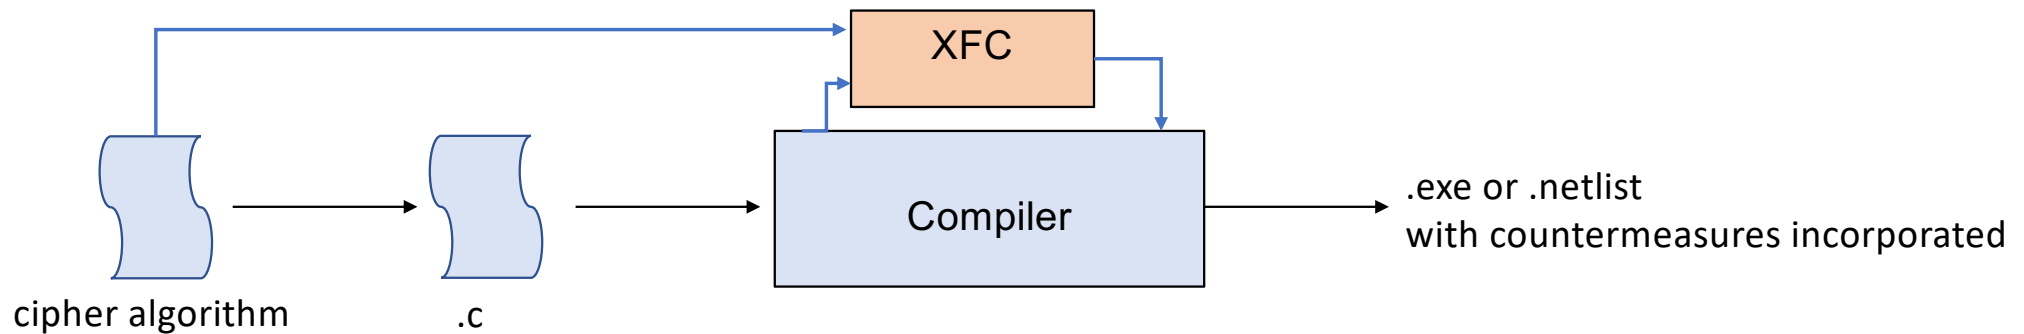 XFC
Compiler
.exe or .netlist
with countermeasures incorporated
cipher algorithm
.c